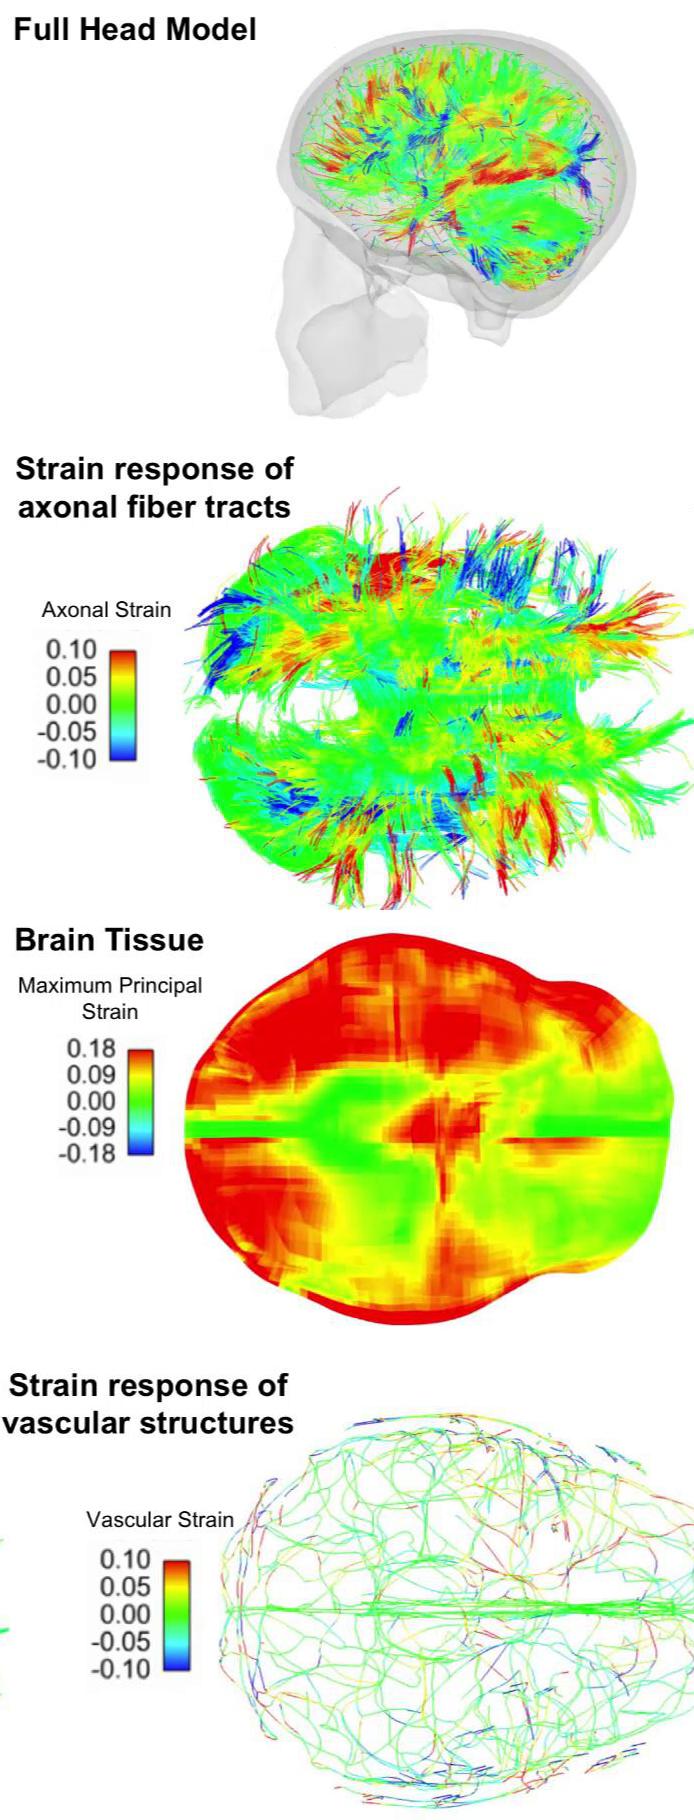 Full Head Model
Strain response of
axonal fiber tracts
Axonal Strain
0.10
0.05
0.00
-0.05
-0.10
Brain Tissue
Maximum Principal
Strain
0.18
0.09
0.00
-0.09
-0.18
Strain response of
vascular structures
Vascular Strain
0.10
0.05
0.00
-0.05
-0.10